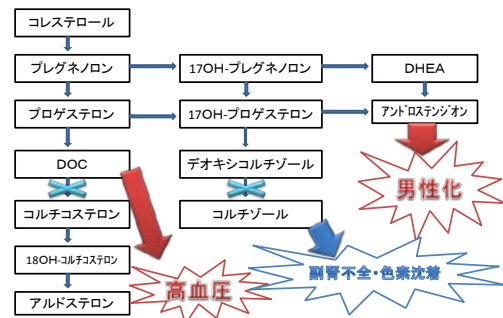 コレステロール
プレグネノロン
17OH-プレグネノロン
DHEA
プロゲステロン
17OH-プロゲステロン
アンドロステンジオン
DOC
デオキシコルチゾール
男性化
コルチコステロン
コルチゾール
18OH-コルチコステロン
副腎不全・色素沈着
高血圧
アルドステロン